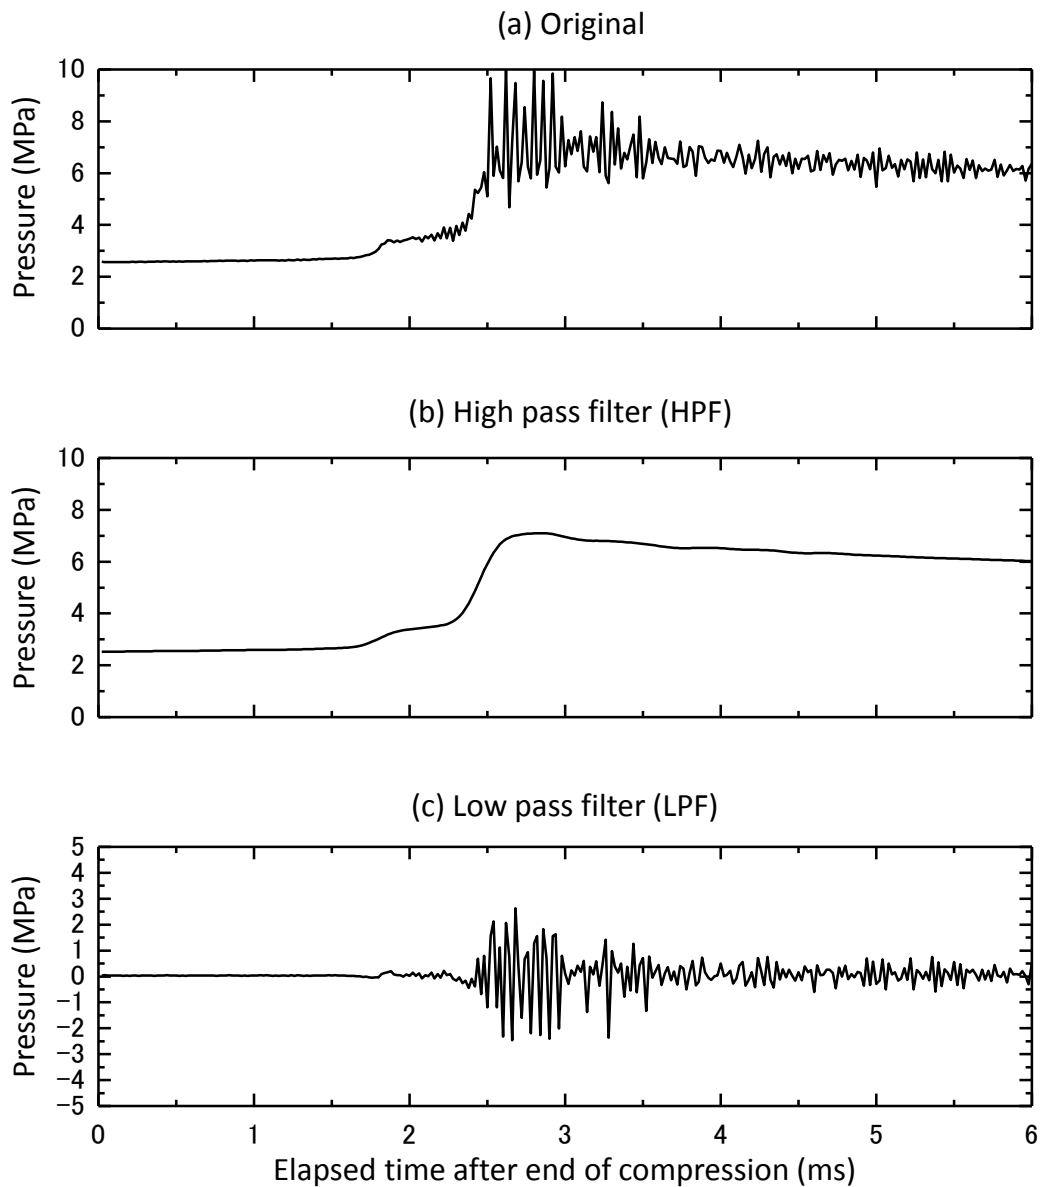 (a) Original
10
8
6
4
2
0
Pressure (MPa)
(b) High pass filter (HPF)
10
8
6
4
2
0
Pressure (MPa)
(c) Low pass filter (LPF)
5
4
3
2
1
0
−1
−2
−3
−4
−5
Pressure (MPa)
0 1 2 3 4 5 6
Elapsed time after end of compression (ms)